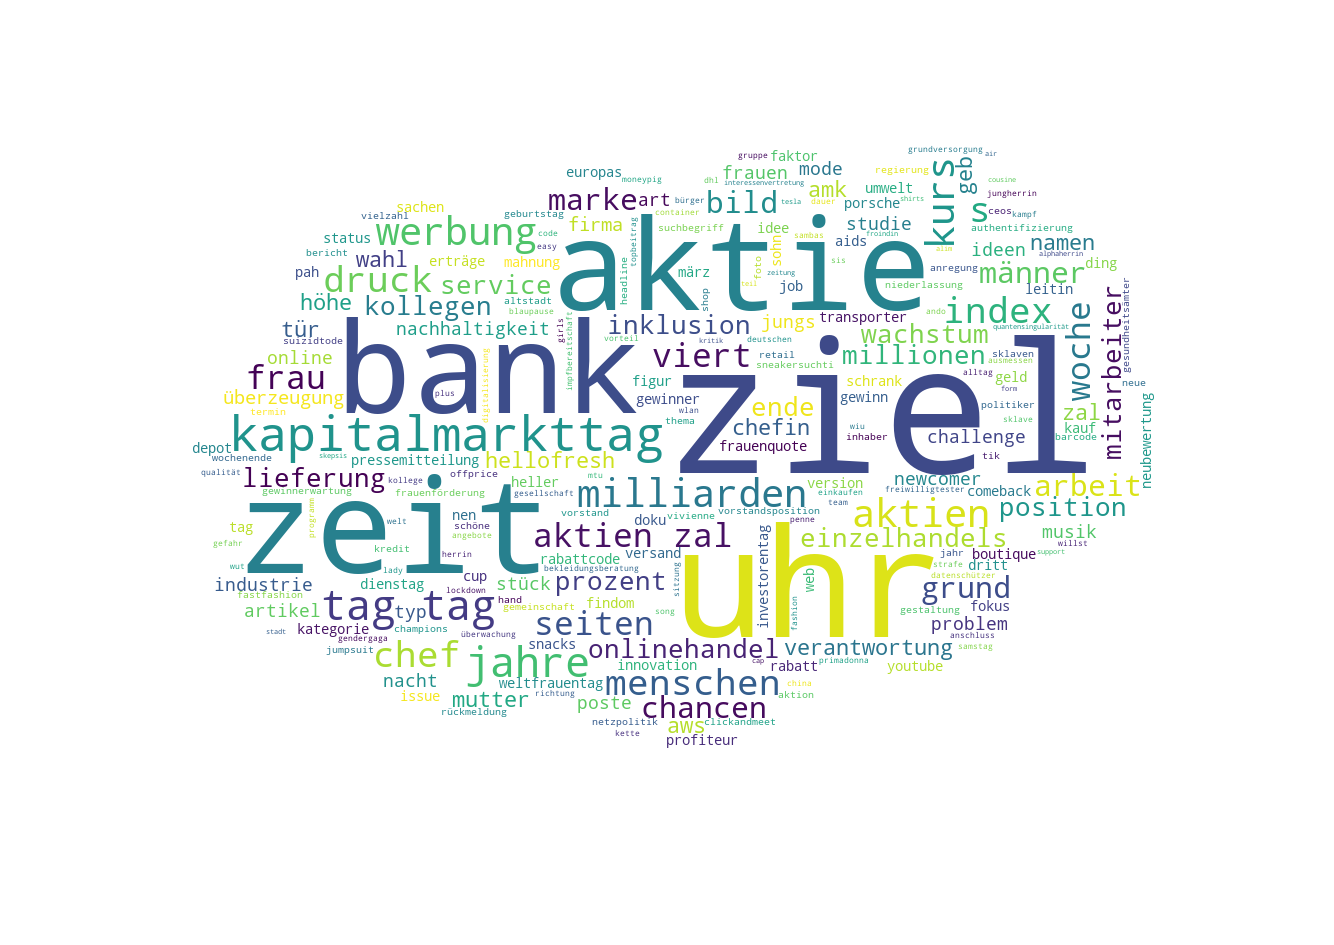 grundversorgung
air
gruppe
faktor
europas
moneypig
dhl
frauen
interessenvertretung
mode
regierung
geb
cousine
jungherrin
sachen
vielzahl
geburtstag
marke
art
bürger
bild
tesla
dauer
amk
umwelt
porsche
shirts
kurs
s
ceos
kampf
status
werbung
code
firma
container
suchbegriff
idee
sambas
studie
froindin
authentifizierung
bericht
wahl
erträge
easy
mahnung
topbeitrag
aktie
sohn
aids
alin
ideen
namen
alphaherrin
pah
druck
service
headline
märz
foto
zeitung
sis
anregung
männer
ding
höhe
kollegen
altstadt
blaupause
shop
teil
job
niederlassung
leitin
tür
suizidtode
nachhaltigkeit
girls
inklusion
jungs
transporter
ando
index
quantensingularität
woche
mitarbeiter
gesundheitsämter
online
bank
impfbereitschaft
vorteil
kritik
deutschen
wachstum
frau
digitalisierung
viert
retail
sneakersuchti
millionen
sklaven
ausmessen
überzeugung
plus
figur
ziel
schrank
geld
alltag
neue
termin
gewinner
wlan
ende
gewinn
politiker
form
sklave
zal
kapitalmarkttag
thema
chefin
wiu
inhaber
challenge
kauf
barcode
depot
skepsis
frauenquote
tik
neubewertung
wochenende
pressemitteilung
hellofresh
qualität
lieferung
kollege
offprice
mtu
heller
newcomer
gewinnerwartung
frauenförderung
gesellschaft
milliarden
version
einkaufen
freiwilligtester
comeback
arbeit
programm
zeit
nen
vorstand
doku
vivienne
vorstandsposition
team
aktien
position
tag
welt
schöne
angebote
aktien zal
penne
einzelhandels
musik
gefahr
kredit
herrin
versand
investorentag
jahr
boutique
willst
support
wut
lady
rabattcode
bekleidungsberatung
sitzung
uhr
web
strafe
dritt
datenschützer
industrie
dienstag
cup
lockdown
stück
prozent
grund
fastfashion
hand
gemeinschaft
findom
song
fashion
fokus
artikel
tag tag
typ
gestaltung
stadt
kategorie
champions
überwachung
seiten
problem
gendergaga
snacks
onlinehandel
verantwortung
anschluss
jumpsuit
chef
jahre
innovation
cap
rabatt
primadonna
youtube
samstag
nacht
weltfrauentag
richtung
menschen
china
issue
mutter
poste
aktion
rückmeldung
chancen
netzpolitik
clickandmeet
kette
aws
profiteur